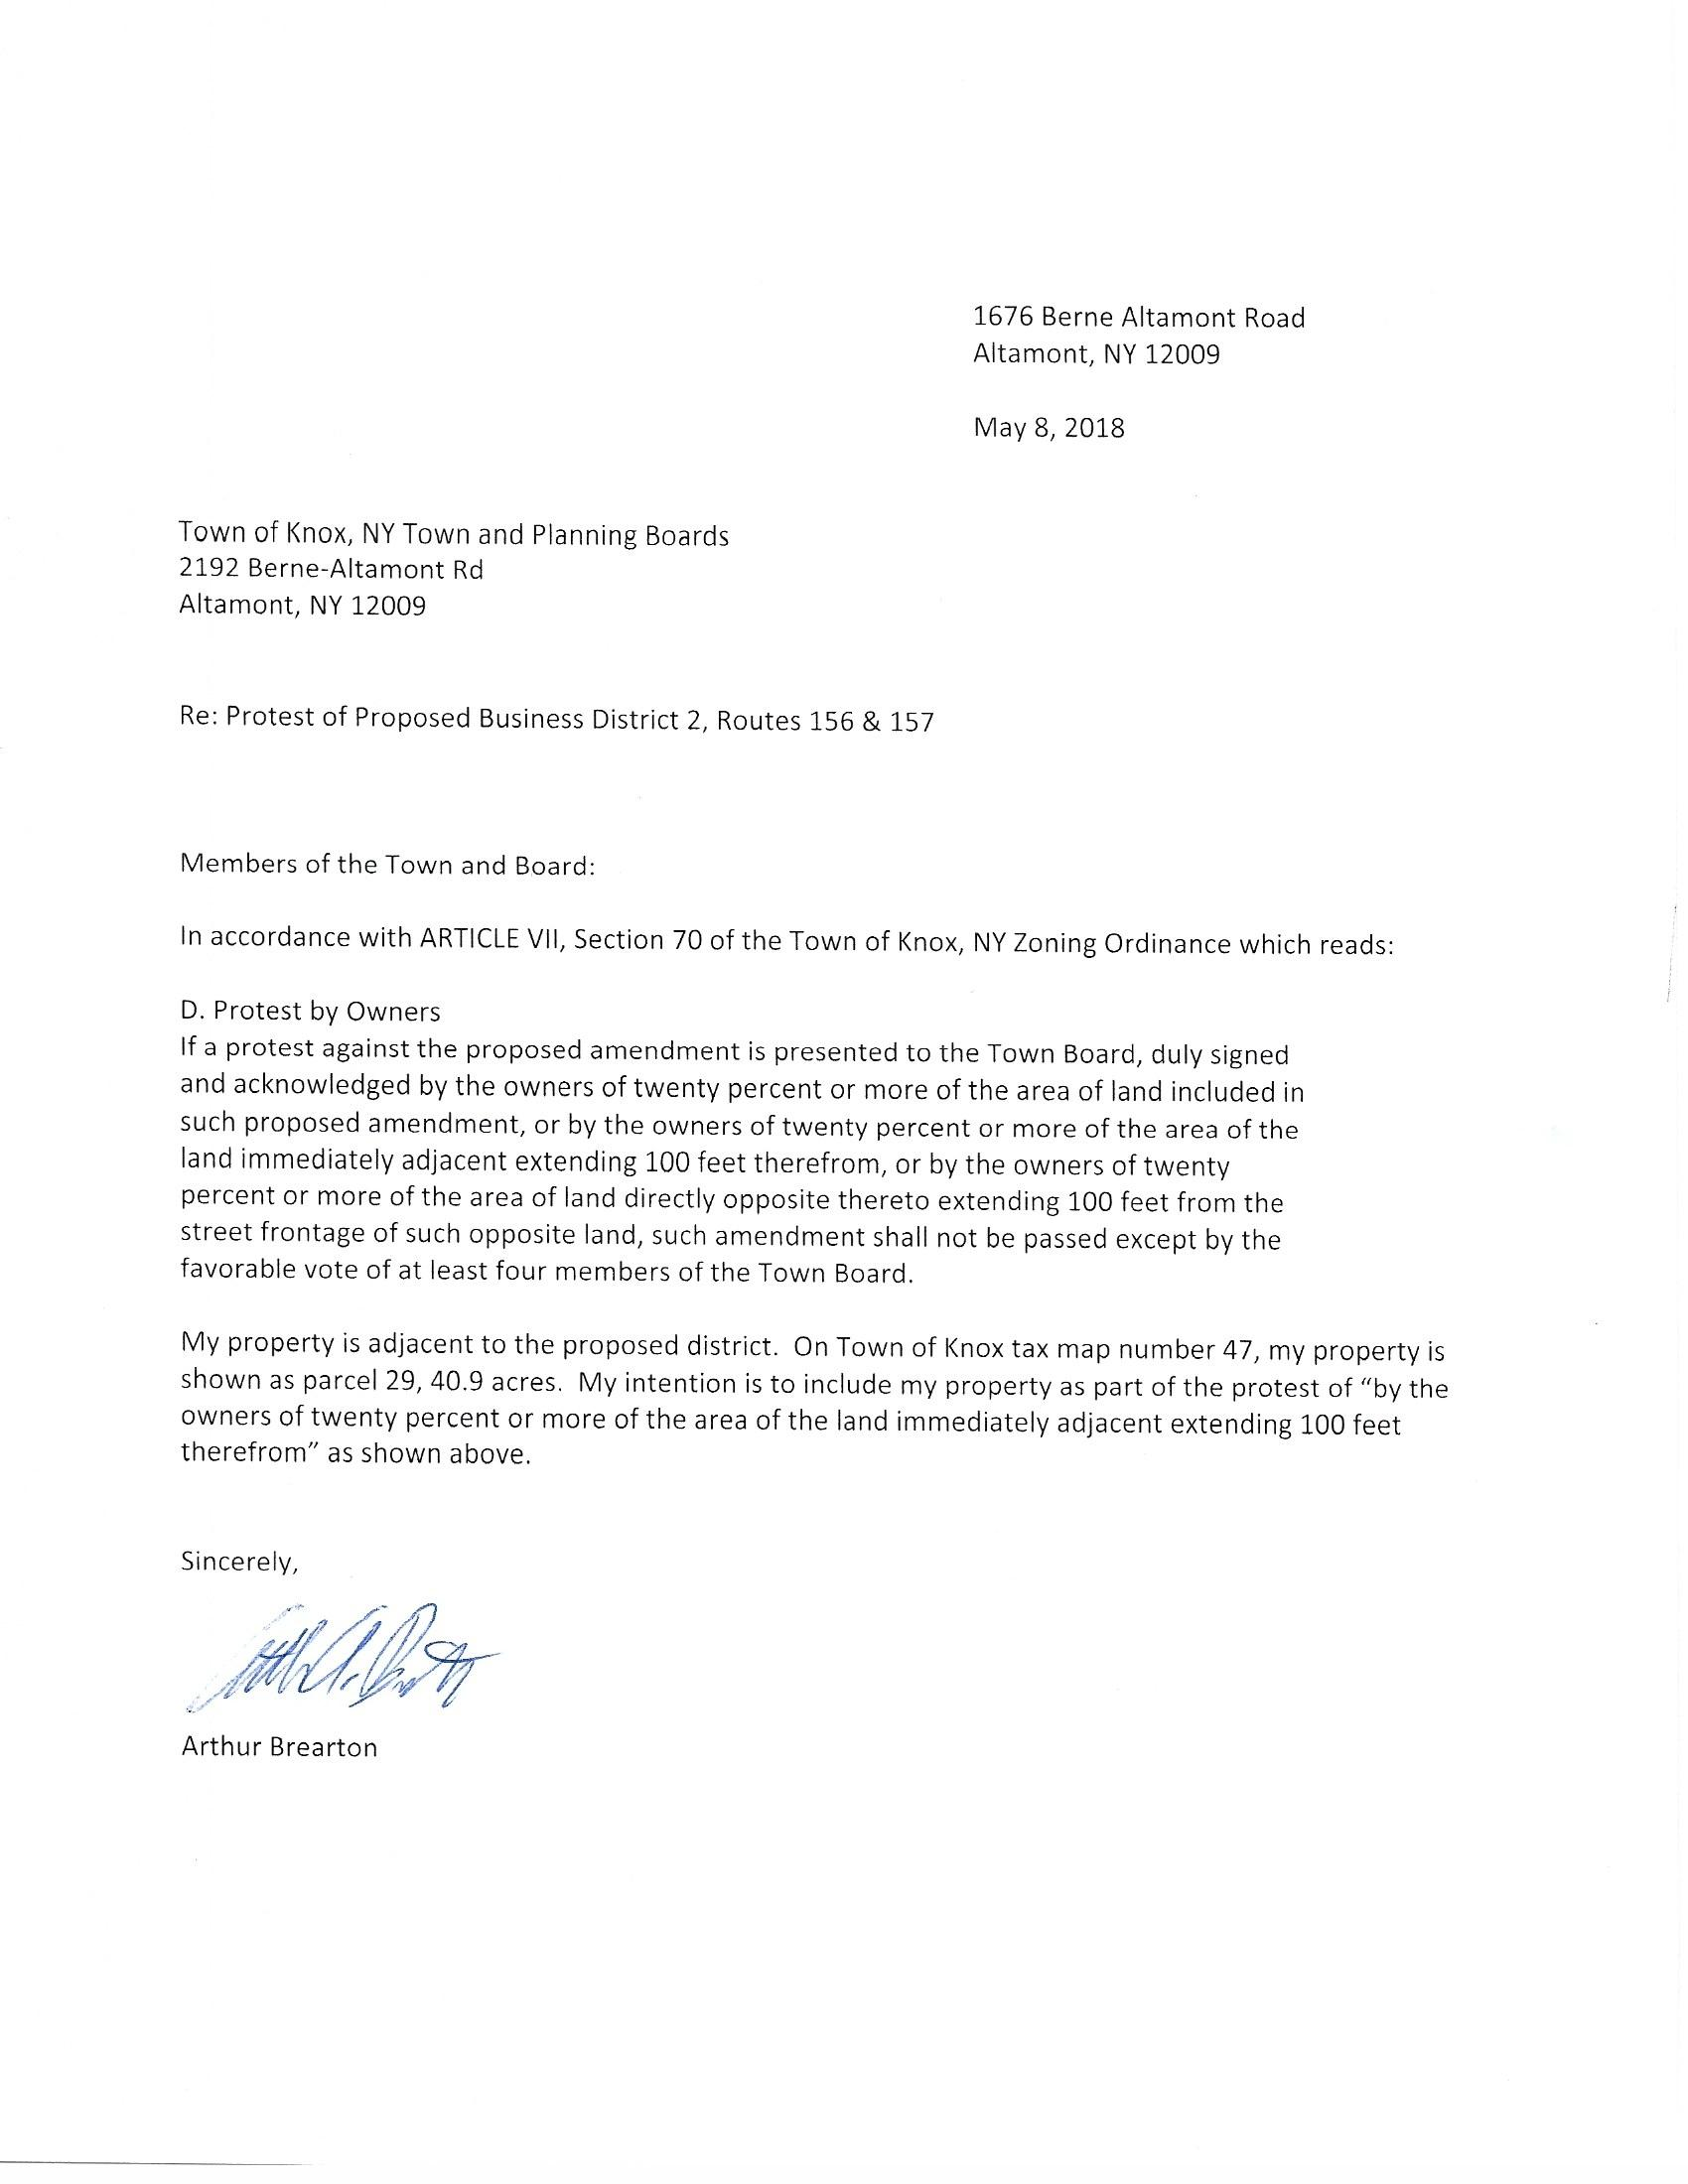 1676 Berne Altamont Road
Altamont, NY 12009
May 8, 2018
Town of Knox, NY Town and Planning Boards
2192 Berne-Altamont Rd
Altamont, NY 12009
Re: Protest of Proposed Business District 2, Routes 156 & 157
Members of the Town and Board:
In accordance with ARTICLE VII, Section 70 of the Town of Knox, NY Zoning Ordinance which reads:
D. Protest by Owners
If a protest against the proposed amendment is presented to the Town Board, duly signed
and acknowledged by the owners of twenty percent or more of the area of land included in
such proposed amendment, or by the owners of twenty percent or more of the area of the
land immediately adjacent extending 100 feet therefrom, or by the owners of twenty
percent or more of the area of land directly opposite thereto extending 100 feet from the
street frontage of such opposite land, such amendment shall not be passed except by the
favorable vote of at least four members of the Town Board.
My property is adjacent to the proposed district.  On Town of Knox tax map number 47, my property is
shown as parcel 29, 40.9 acres.  My intention is to include my property as part of the protest of “by the
owners of twenty percent or more of the area of the land immediately adjacent extending 100 feet
therefrom” as shown above.
Sincerely,
Arthur Brearton